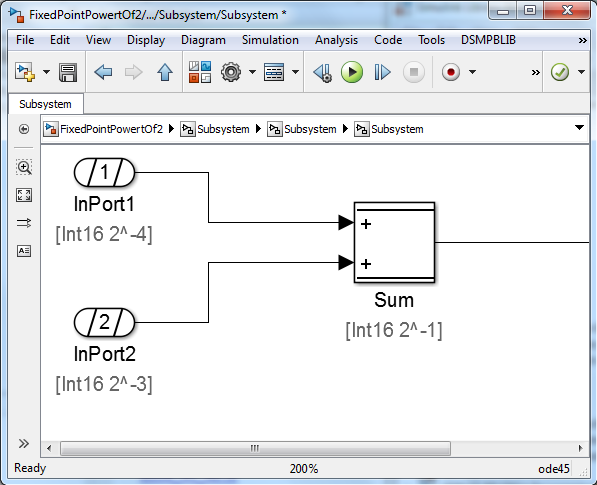 FixedPointPowertOf2/.../Subsystem/Subsystem *
File Edit View Display Diagram Simulation Analysis Code Tools DSMPBLIB
» »
Subsystem
FixedPointPowertOf2 Subsystem Subsystem Subsystem
1
InPort1
[Int16 2^-4]
+
+
Sum
[Int16 2^-1]
2
InPort2
[Int16 2^-3]
»
Ready 200% ode45